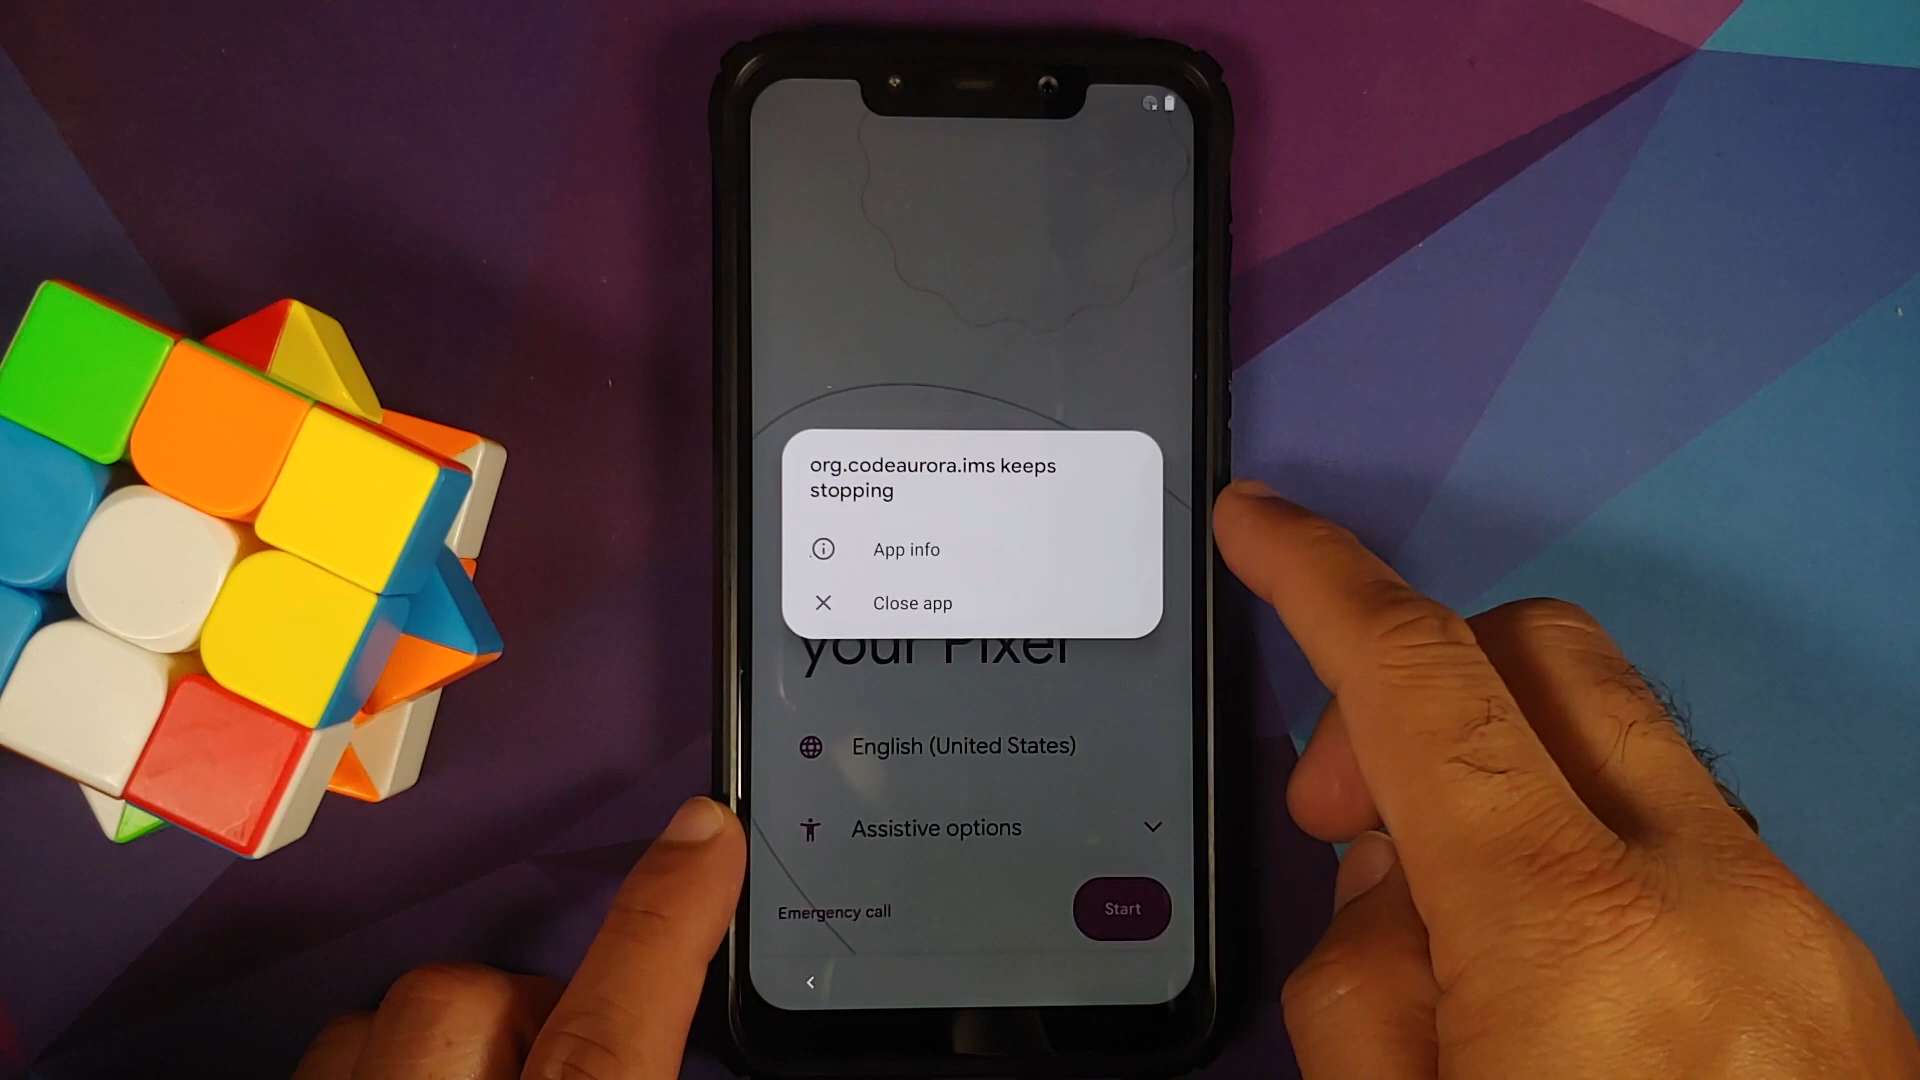 org.codeaurora.ims keeps
stopping
App info
Close app
your Pixel
English (United States)
Assistive options
Emergency call
Start